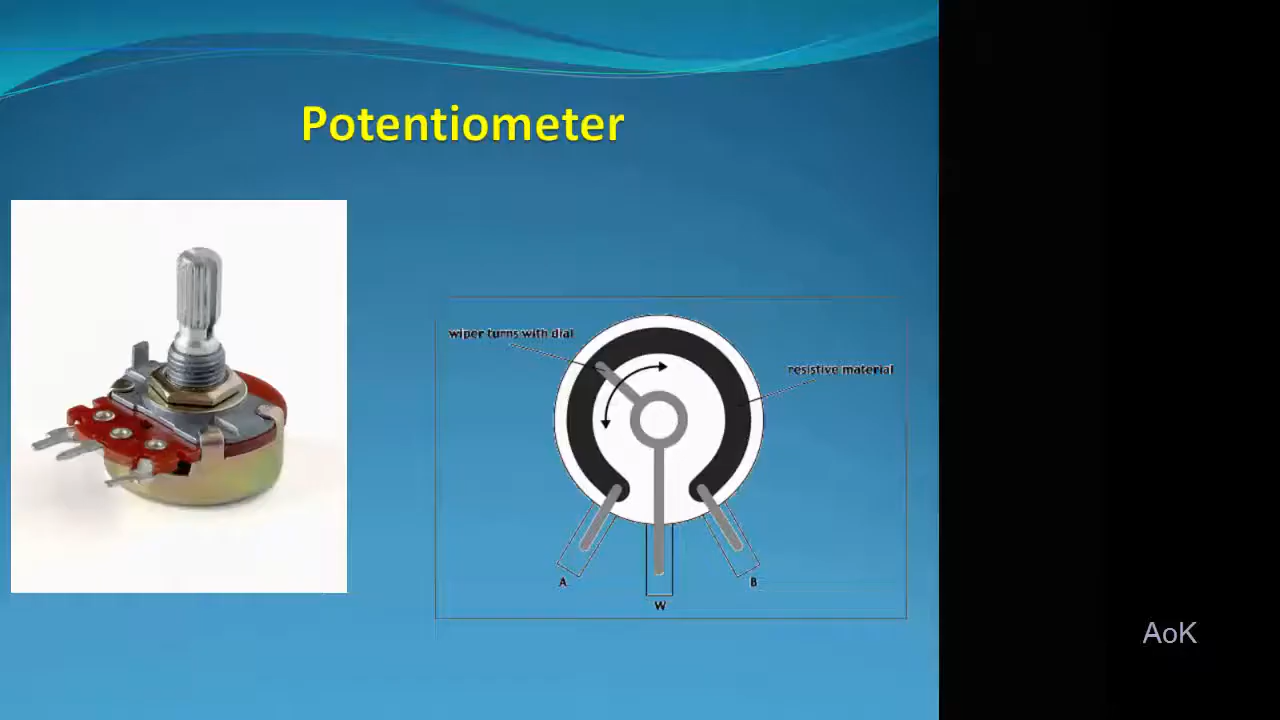 Potentiometer
wiper turns with dial
resistive material
A
B
W
AoK